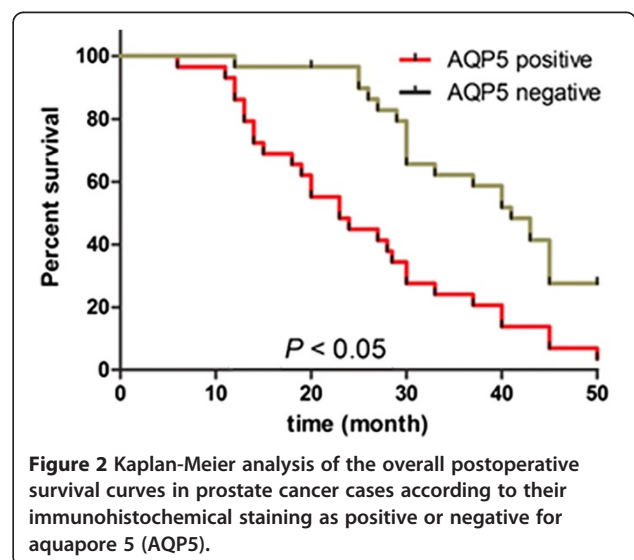 100
80
60
40
20
0
Percent survival
AQP5 positive
AQP5 negative
P < 0.05
0 10 20 30 40 50
time (month)
Figure 2 Kaplan-Meier analysis of the overall postoperative
survival curves in prostate cancer cases according to their
immunohistochemical staining as positive or negative for
aquapore 5 (AQP5).